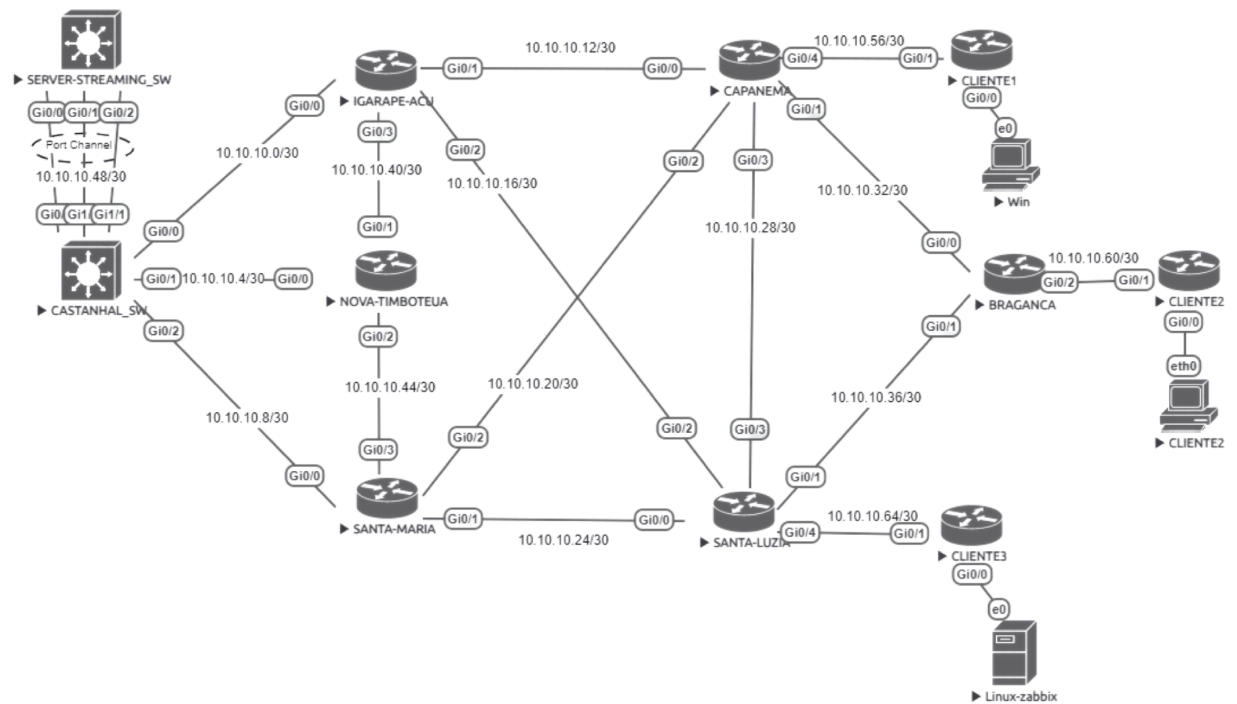 SERVER-STREAMING_SW
Gi0/0 Gi0/1 Gi0/2
Port Channel
10.10.10.48/30
Gi1/1
CASTANHAL_SW
Gi0/0
10.10.10.0/30
Gi0/0
Gi0/1 10.10.10.4/30 Gi0/0
Gi0/2
10.10.10.8/30
Gi0/0
IGARAPE-ACU
Gi0/1 10.10.10.12/30 Gi0/0
Gi0/3
10.10.10.40/30
Gi0/1
Gi0/2
10.10.10.16/30
NOVA-TIMBOTEUA
Gi0/2
10.10.10.44/30
Gi0/3
SANTA-MARIA
Gi0/2
10.10.10.20/30
Gi0/2
Gi0/1 10.10.10.24/30 Gi0/0
CAPANEMA
Gi0/4 10.10.10.56/30 Gi0/1
CLIENTE1
Gi0/0
e0
Win
Gi0/1
10.10.10.32/30
Gi0/0
Gi0/3
10.10.10.28/30
Gi0/3
Gi0/2
BRAGANCA
Gi0/2 10.10.10.60/30 Gi0/1
CLIENTE2
Gi0/0
eth0
CLIENTE2
Gi0/1
10.10.10.36/30
Gi0/1
SANTA-LUZIA
Gi0/4 10.10.10.64/30 Gi0/1
CLIENTE3
Gi0/0
e0
Linux-zabbix